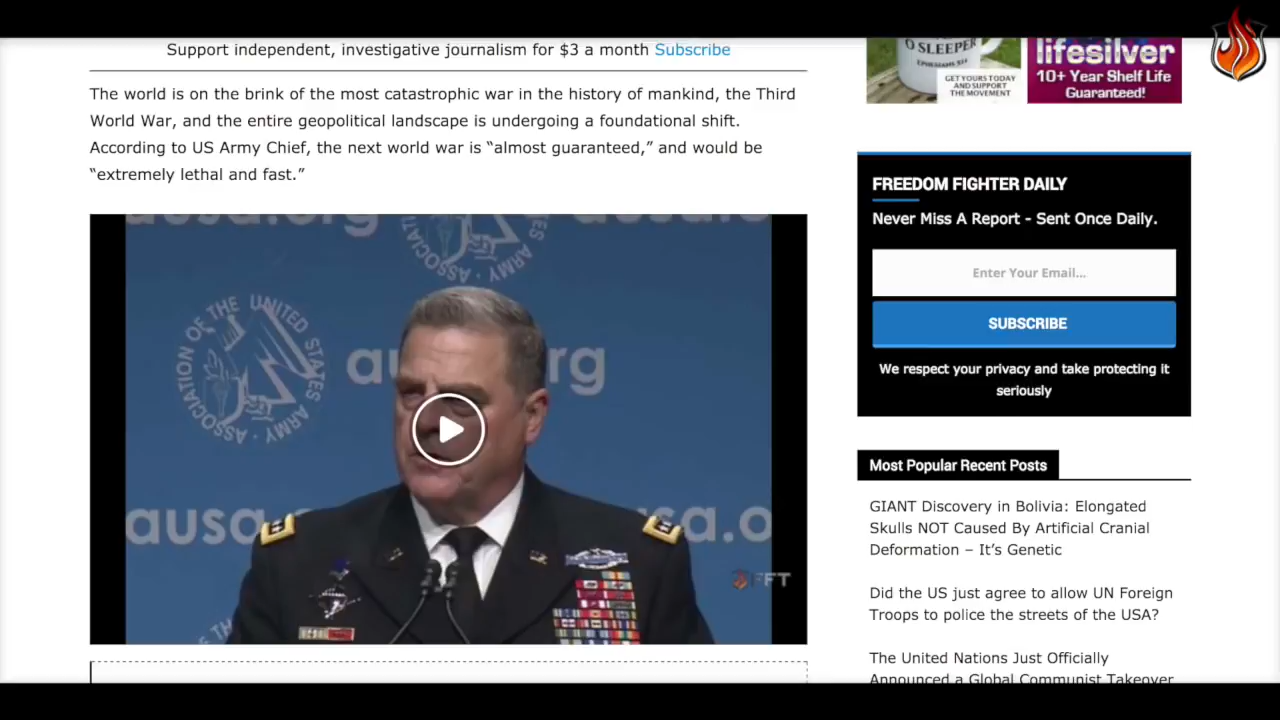 Support independent, investigative journalism for $3 a month Subscribe
The world is on the brink of the most catastrophic war in the history of mankind, the Third
World War, and the entire geopolitical landscape is undergoing a foundational shift.
According to US Army Chief, the next world war is “almost guaranteed,” and would be
“extremely lethal and fast.”
ausa.org
ASSOCIATION OF THE UNITED STATES ARMY
ausa.org
FFT
O SLEEPER
EPHESIANS 5:14
GET YOURS TODAY
AND SUPPORT
THE MOVEMENT
lifesilver
10+ Year Shelf Life
Guaranteed!
FREEDOM FIGHTER DAILY
Never Miss A Report - Sent Once Daily.
Enter Your Email...
SUBSCRIBE
We respect your privacy and take protecting it
seriously
Most Popular Recent Posts
GIANT Discovery in Bolivia: Elongated
Skulls NOT Caused By Artificial Cranial
Deformation – It’s Genetic
Did the US just agree to allow UN Foreign
Troops to police the streets of the USA?
The United Nations Just Officially
Announced a Global Communist Takeover